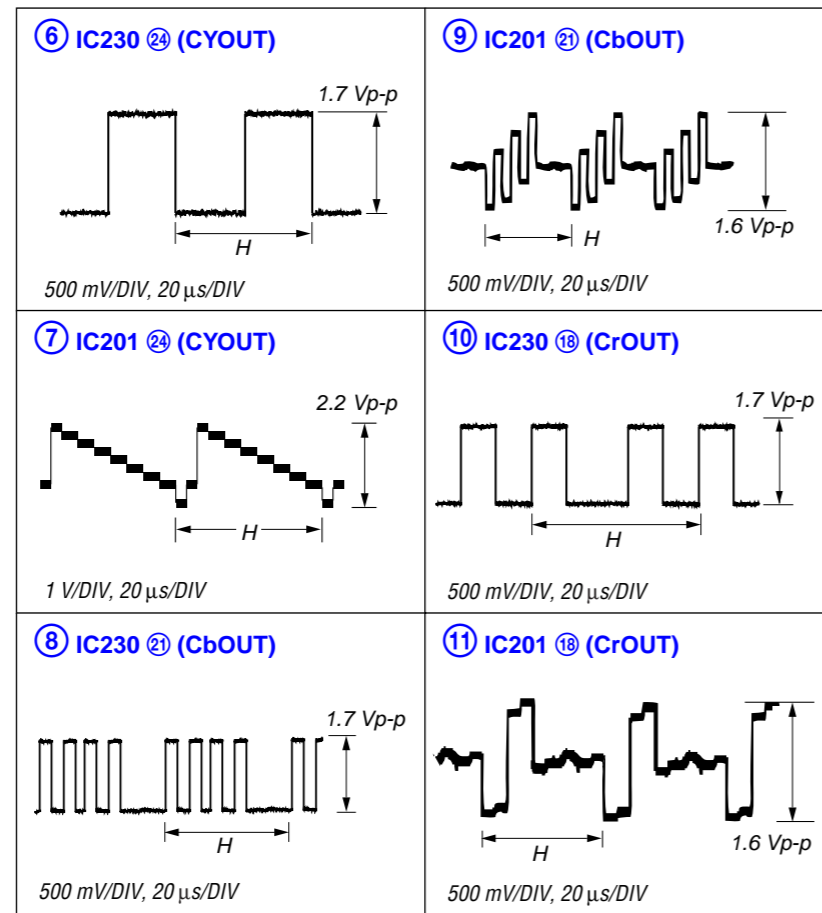 ⑥ IC230 ㉔ (CYOUT)
1.7 Vp-p
H
500 mV/DIV, 20 µs/DIV
⑦ IC201 ㉔ (CYOUT)
2.2 Vp-p
H
1 V/DIV, 20 µs/DIV
⑧ IC230 ㉑ (CbOUT)
1.7 Vp-p
H
500 mV/DIV, 20 µs/DIV
⑨ IC201 ㉑ (CbOUT)
H
1.6 Vp-p
500 mV/DIV, 20 µs/DIV
⑩ IC230 ⑱ (CrOUT)
1.7 Vp-p
H
500 mV/DIV, 20 µs/DIV
⑪ IC201 ⑱ (CrOUT)
H
1.6 Vp-p
500 mV/DIV, 20 µs/DIV